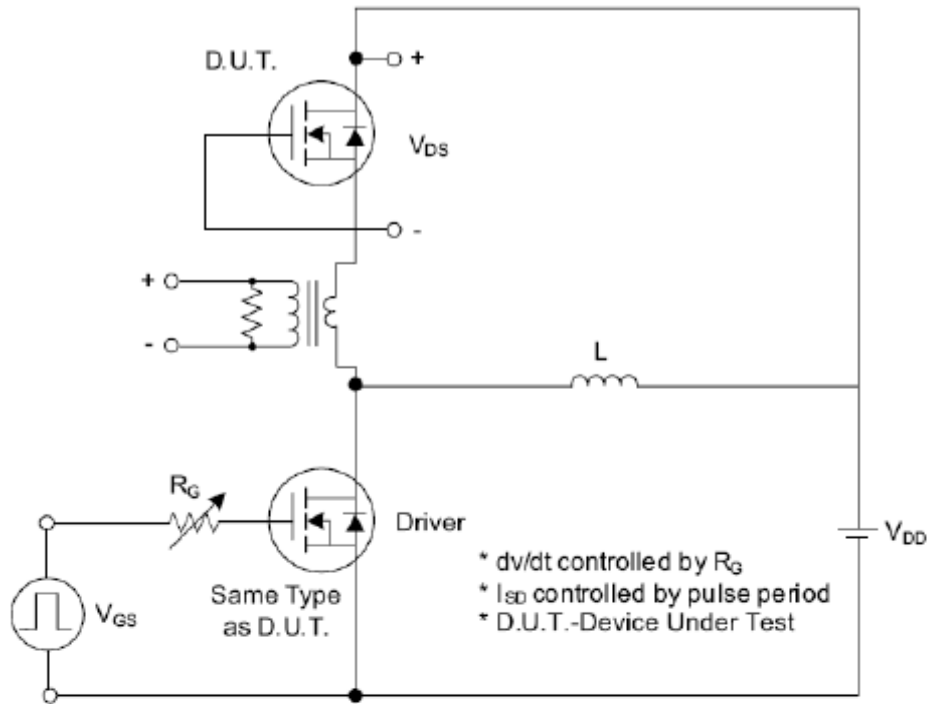 D.U.T.
+
VDS
-
+
-
L
RG
Driver
VDD
VGS
Same Type
as D.U.T.
* dv/dt controlled by RG
* ISD controlled by pulse period
* D.U.T.-Device Under Test